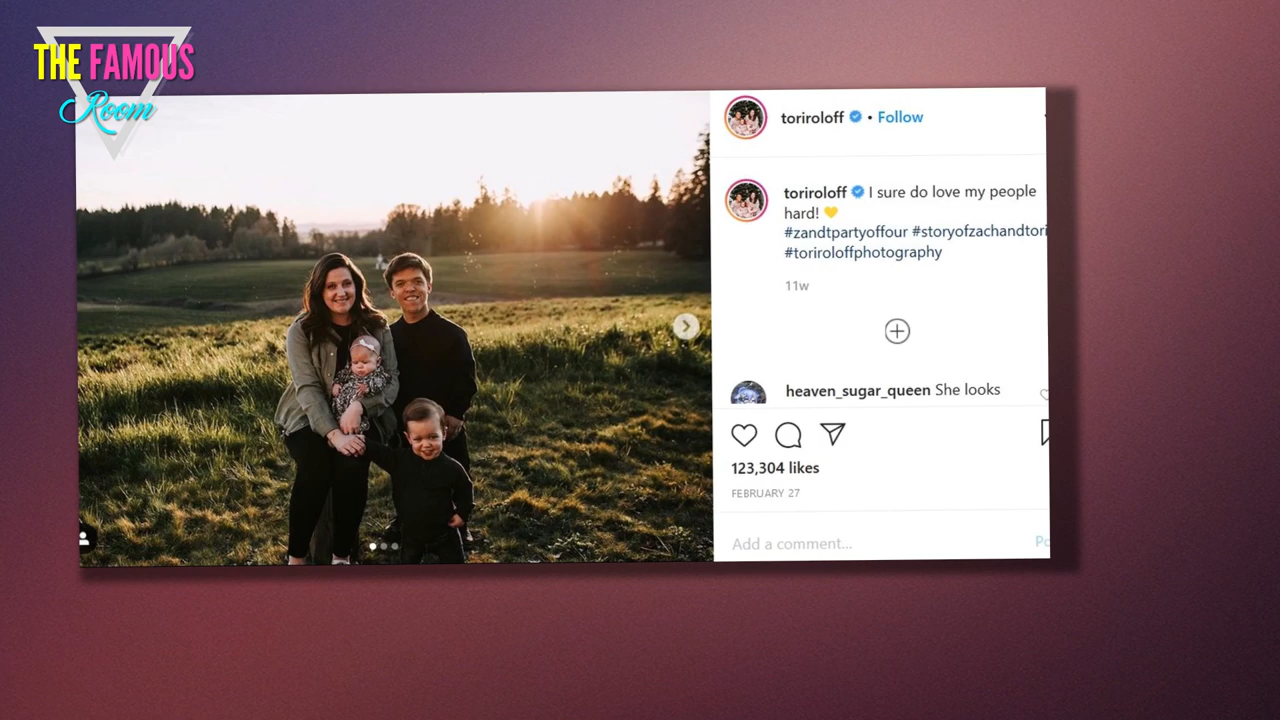 THE FAMOUS
Room
toriroloff • Follow
toriroloff I sure do love my people
hard! 💛
#zandtpartyoffour #storyofzachandtori
#toriroloffphotography
11w
heaven_sugar_queen She looks
123,304 likes
FEBRUARY 27
Add a comment...